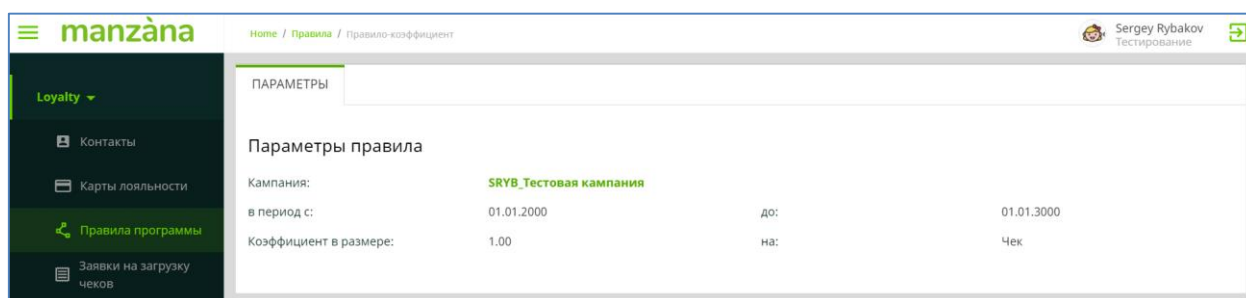 manzàna
Home / Правила / Правило-коэффициент
Sergey Rybakov
Тестирование
Loyalty
Контакты
Карты лояльности
Правила программы
Заявки на загрузку
чеков
ПАРАМЕТРЫ
Параметры правила
Кампания: SRYB_Тестовая кампания
в период с: 01.01.2000 до: 01.01.3000
Коэффициент в размере: 1.00 на: Чек